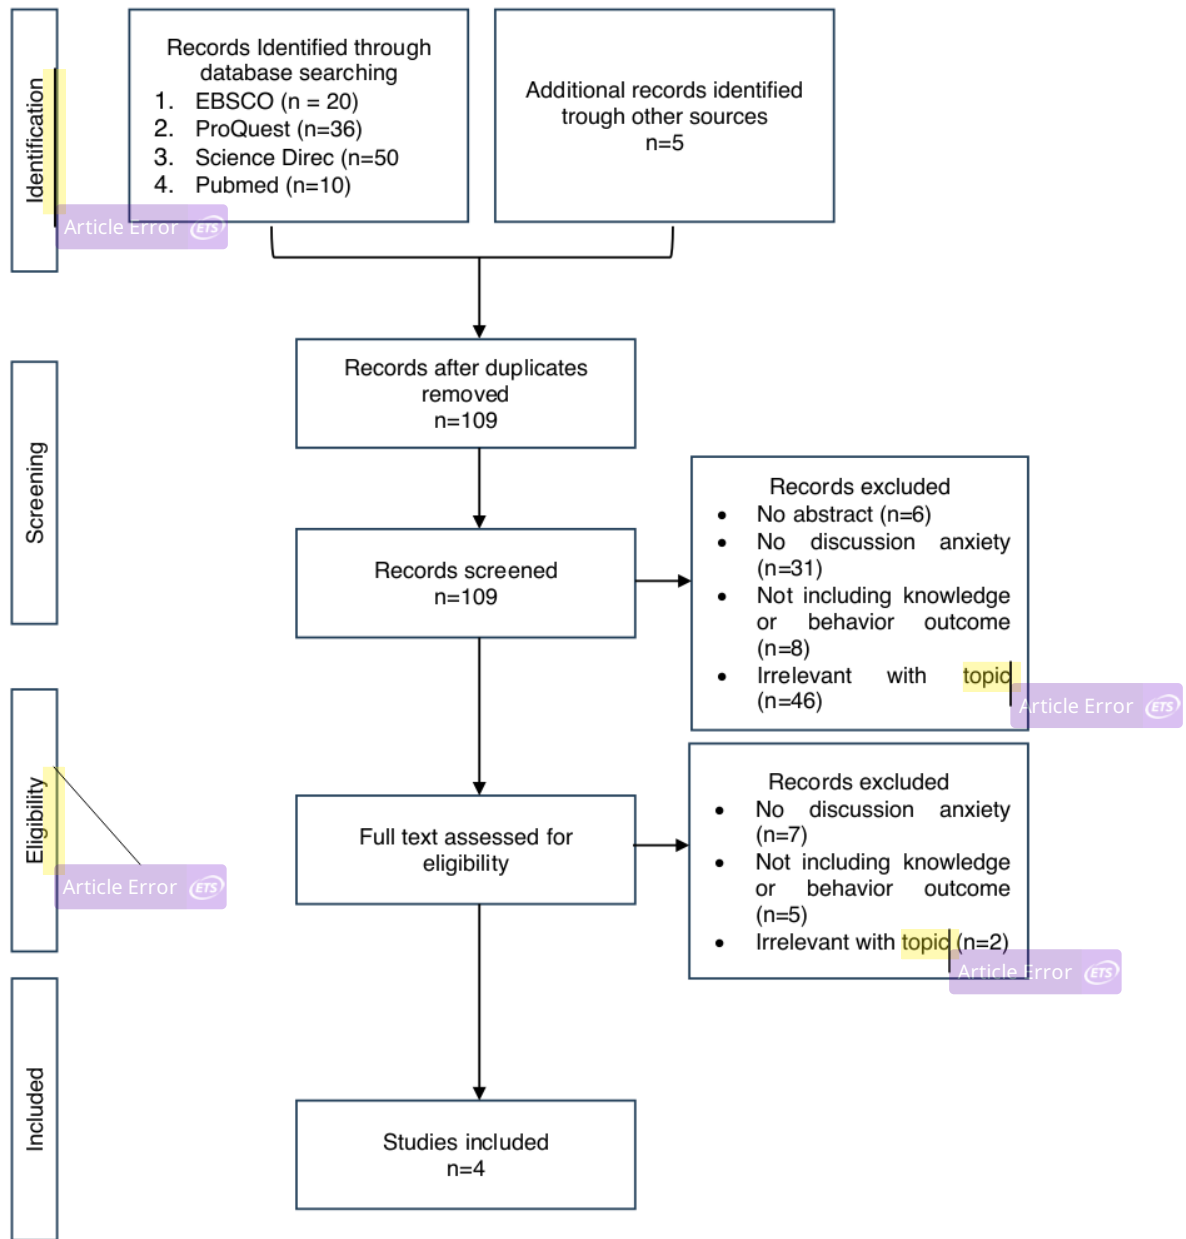 Identification
Records Identified through
database searching
1. EBSCO (n = 20)
2. ProQuest (n=36)
3. Science Direc (n=50
4. Pubmed (n=10)
Additional records identified
trough other sources
n=5
Article Error ETS
Screening
Records after duplicates
removed
n=109
Records screened
n=109
Records excluded
• No abstract (n=6)
• No discussion anxiety
(n=31)
• Not including knowledge
or behavior outcome
(n=8)
• Irrelevant with topic
(n=46)
Article Error ETS
Eligibility
Article Error ETS
Full text assessed for
eligibility
Records excluded
• No discussion anxiety
(n=7)
• Not including knowledge
or behavior outcome
(n=5)
• Irrelevant with topic (n=2)
Article Error ETS
Included
Studies included
n=4